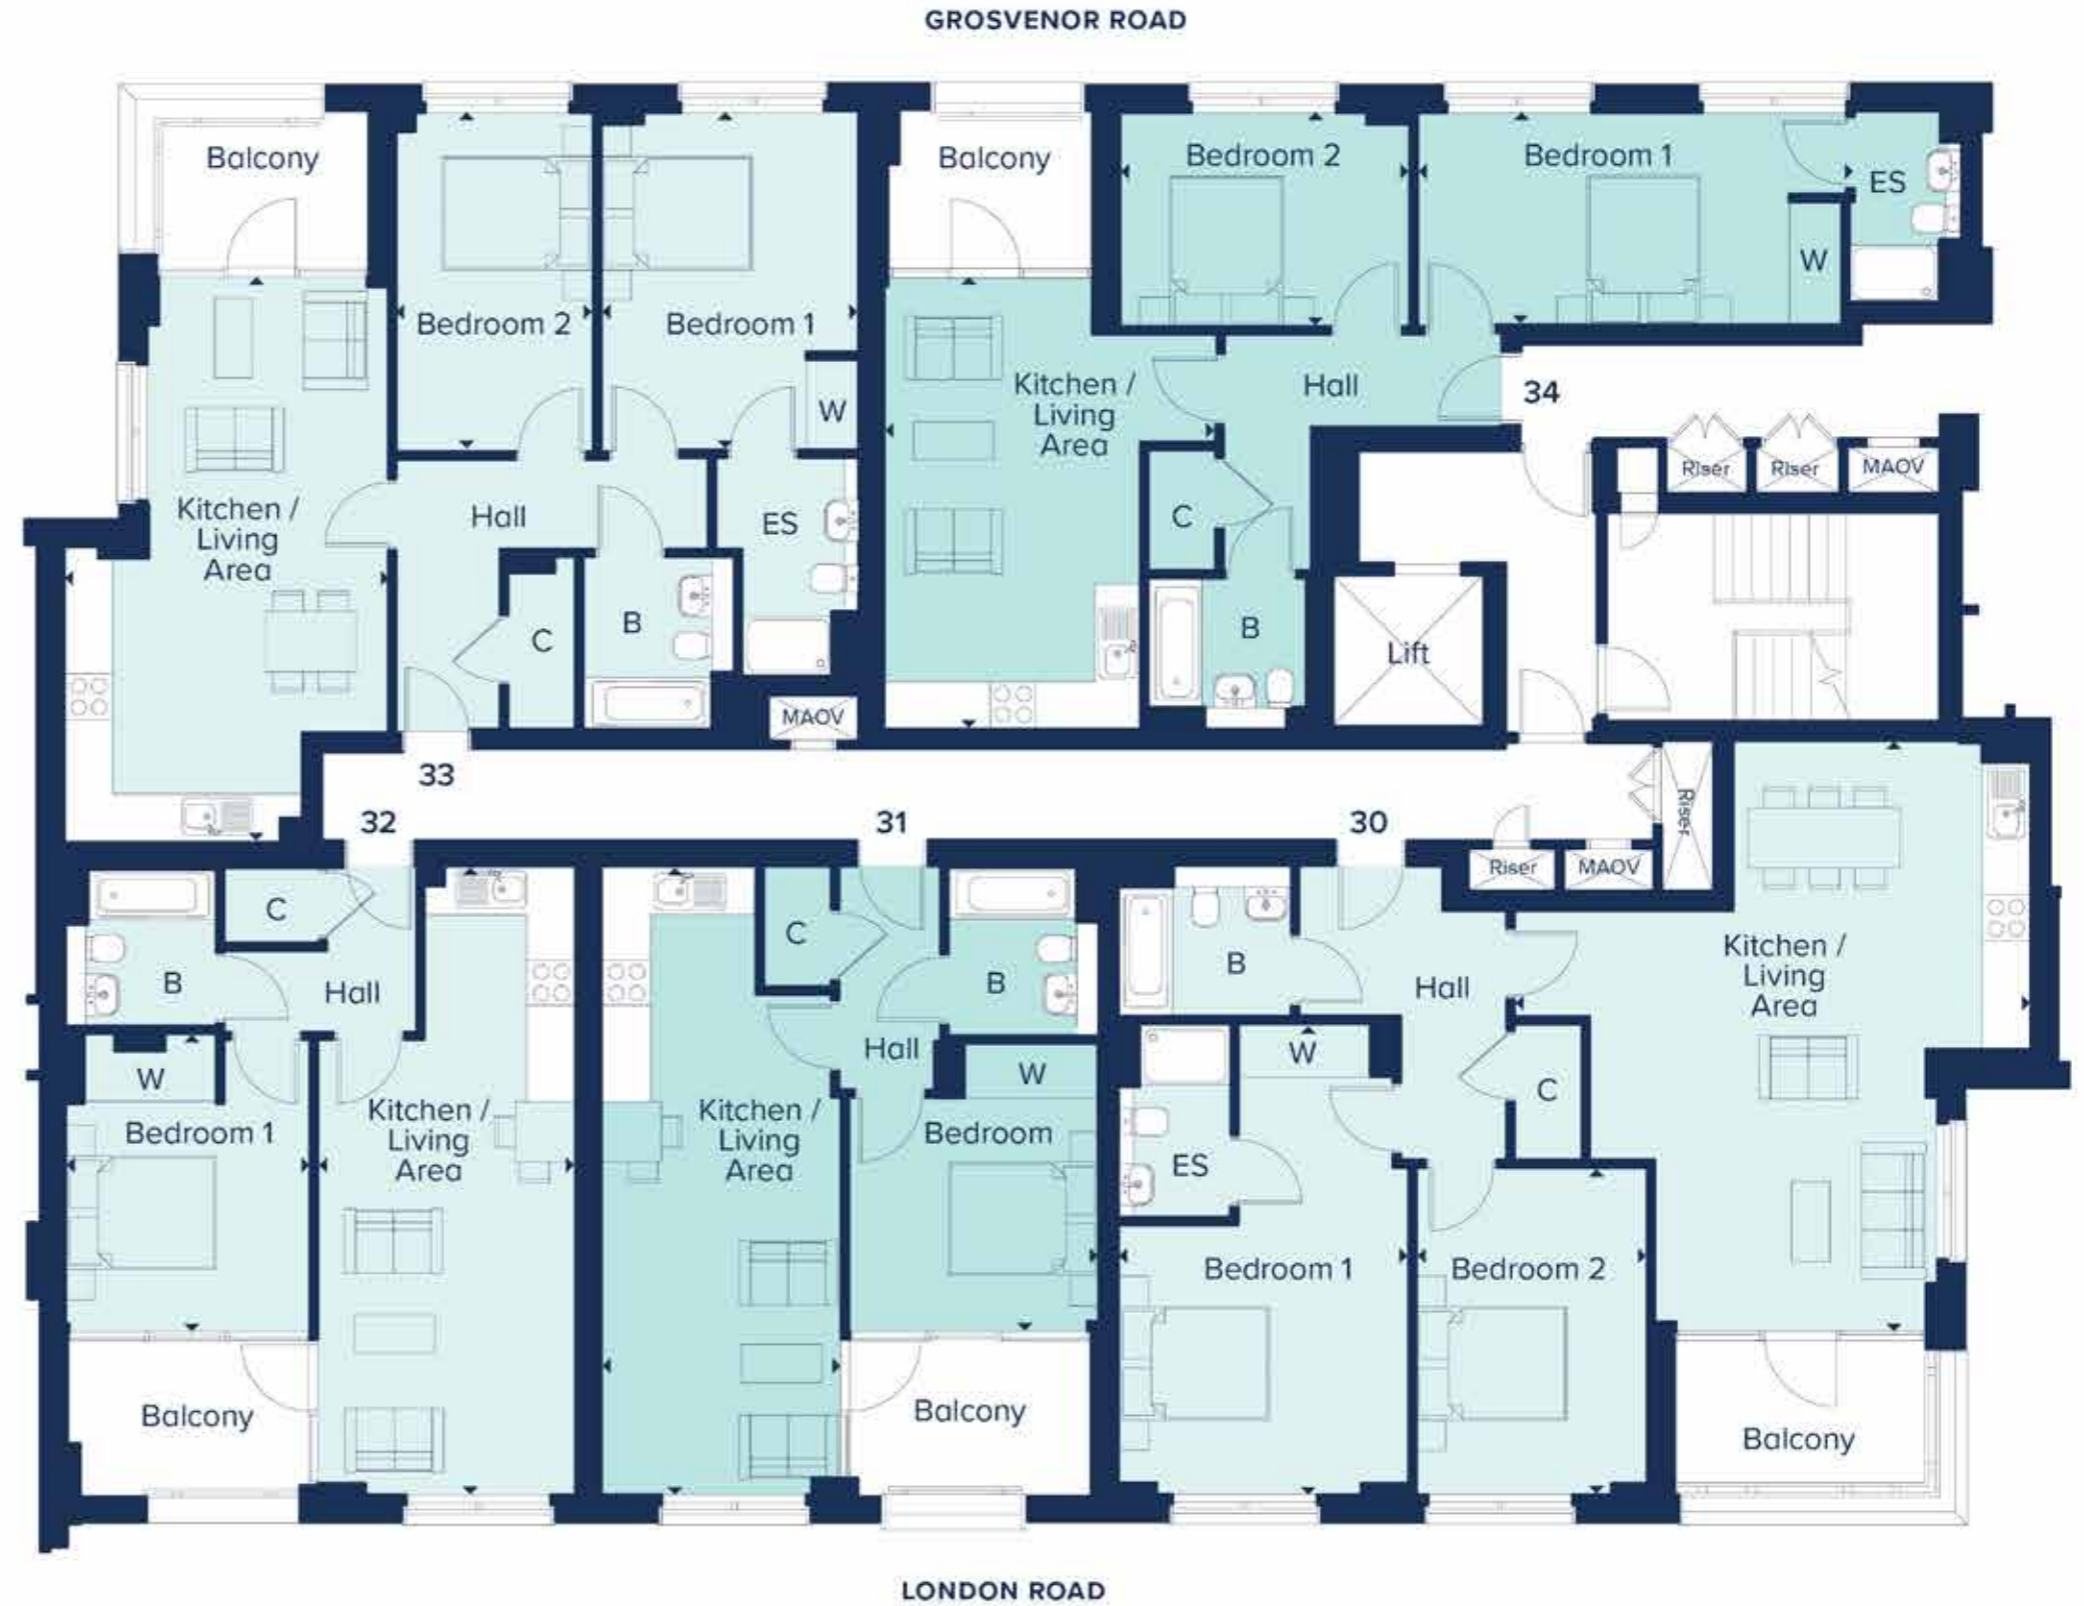 GROSVENOR ROAD
Balcony
Balcony
Bedroom 2
Bedroom 1
ES
W
Bedroom 2
Bedroom 1
W
Kitchen /
Living
Area
Hall
34
Riser
Riser
MAOV
Kitchen /
Living
Area
Hall
ES
C
C
B
B
Lift
MAOV
33
32
31
30
Riser
Riser
MAOV
C
B
Hall
C
B
Hall
B
Hall
Kitchen /
Living
Area
W
Bedroom 1
Kitchen /
Living
Area
Kitchen /
Living
Area
W
Bedroom
W
C
ES
Bedroom 1
Bedroom 2
Balcony
Balcony
Balcony
LONDON ROAD